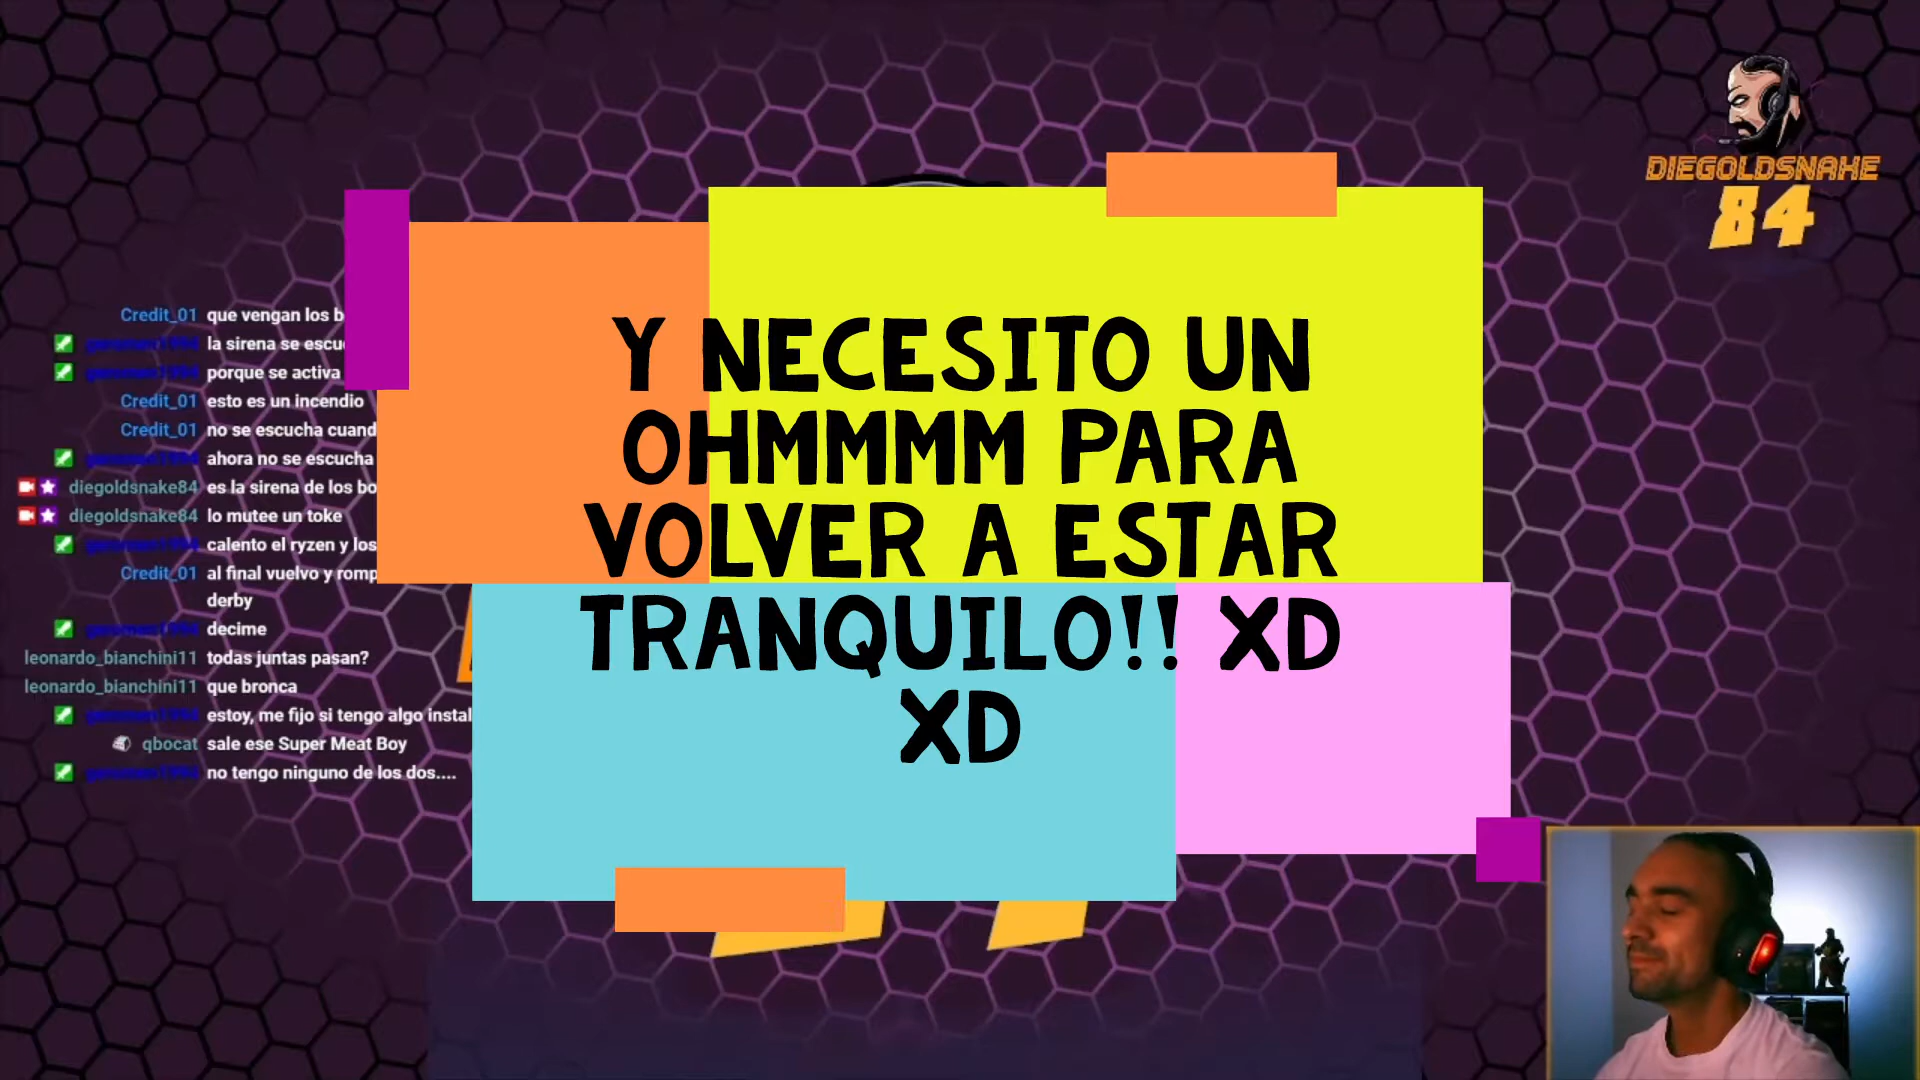 DIEGOLDSNAKE
84
Y NECESITO UN
OHMMMM PARA
VOLVER A ESTAR
TRANQUILO!! XD
XD
Credit_01 que vengan los b
la sirena se escu
porque se activa
Credit_01 esto es un incendio
Credit_01 no se escucha cuand
ahora no se escucha
diegoldsnake84 es la sirena de los bo
diegoldsnake84 lo mutee un toke
calento el ryzen y los
Credit_01 al final vuelvo y romp
derby
decime
leonardo_bianchini11 todas juntas pasan?
leonardo_bianchini11 que bronca
estoy, me fijo si tengo algo instal
qbocat sale ese Super Meat Boy
no tengo ninguno de los dos....